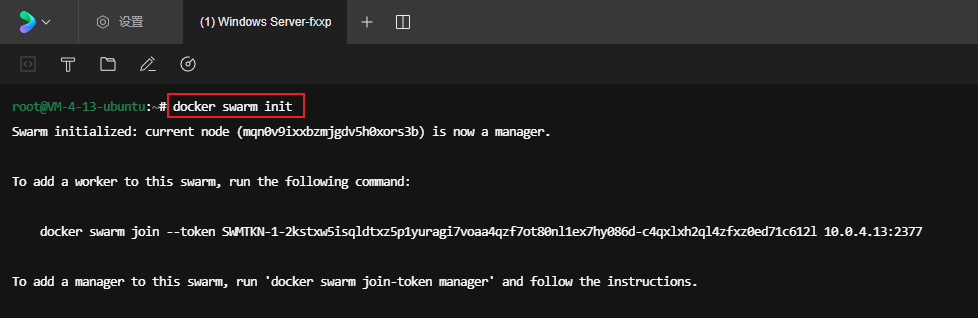 设置
(1) Windows Server-fxxp
root@VM-4-13-ubuntu:~# docker swarm init
Swarm initialized: current node (mqn0v9ixxbzmjgdv5h0xors3b) is now a manager.
To add a worker to this swarm, run the following command:
docker swarm join --token SWMTKN-1-2kstxw5isqldtxz5p1yuragi7voaa4qzf7ot80nl1ex7hy086d-c4qxlxh2ql4zfxz0ed71c612l 10.0.4.13:2377
To add a manager to this swarm, run 'docker swarm join-token manager' and follow the instructions.